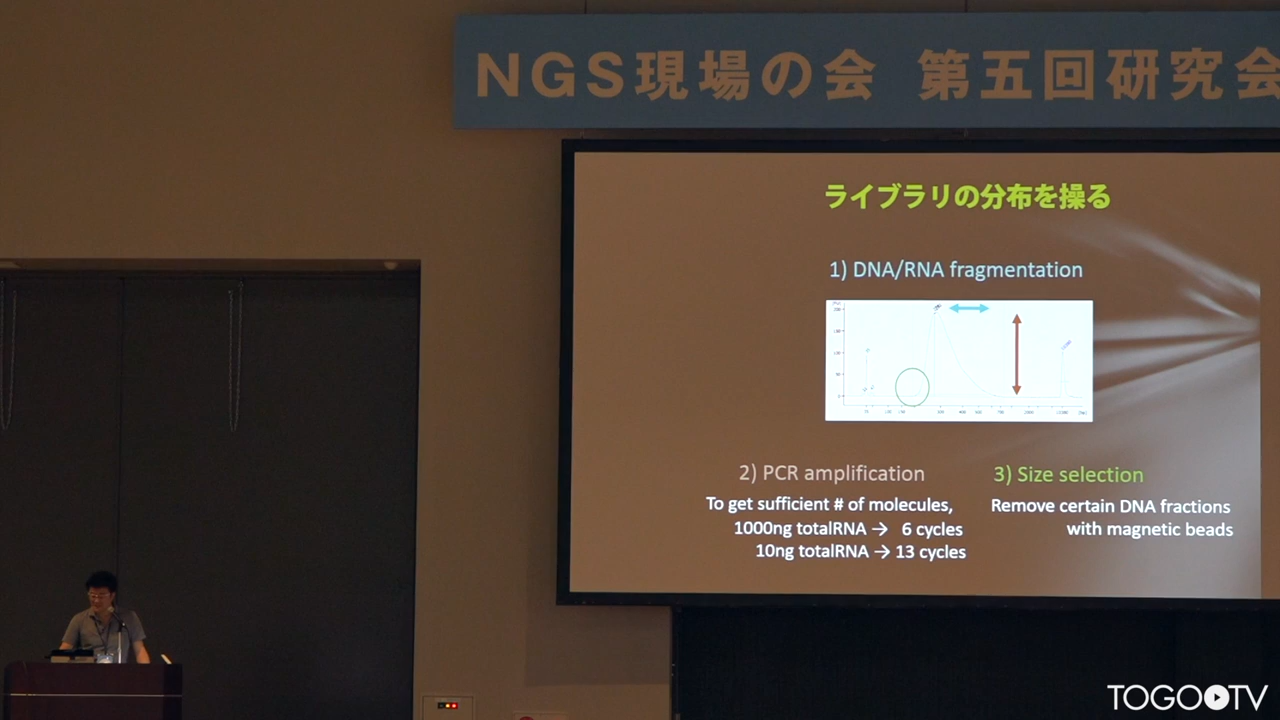 NGS現場の会 第五回研究会
ライブラリの分布を操る
1) DNA/RNA fragmentation
2) PCR amplification
To get sufficient # of molecules,
1000ng totalRNA → 6 cycles
10ng totalRNA → 13 cycles
3) Size selection
Remove certain DNA fractions
with magnetic beads
TOGOTV